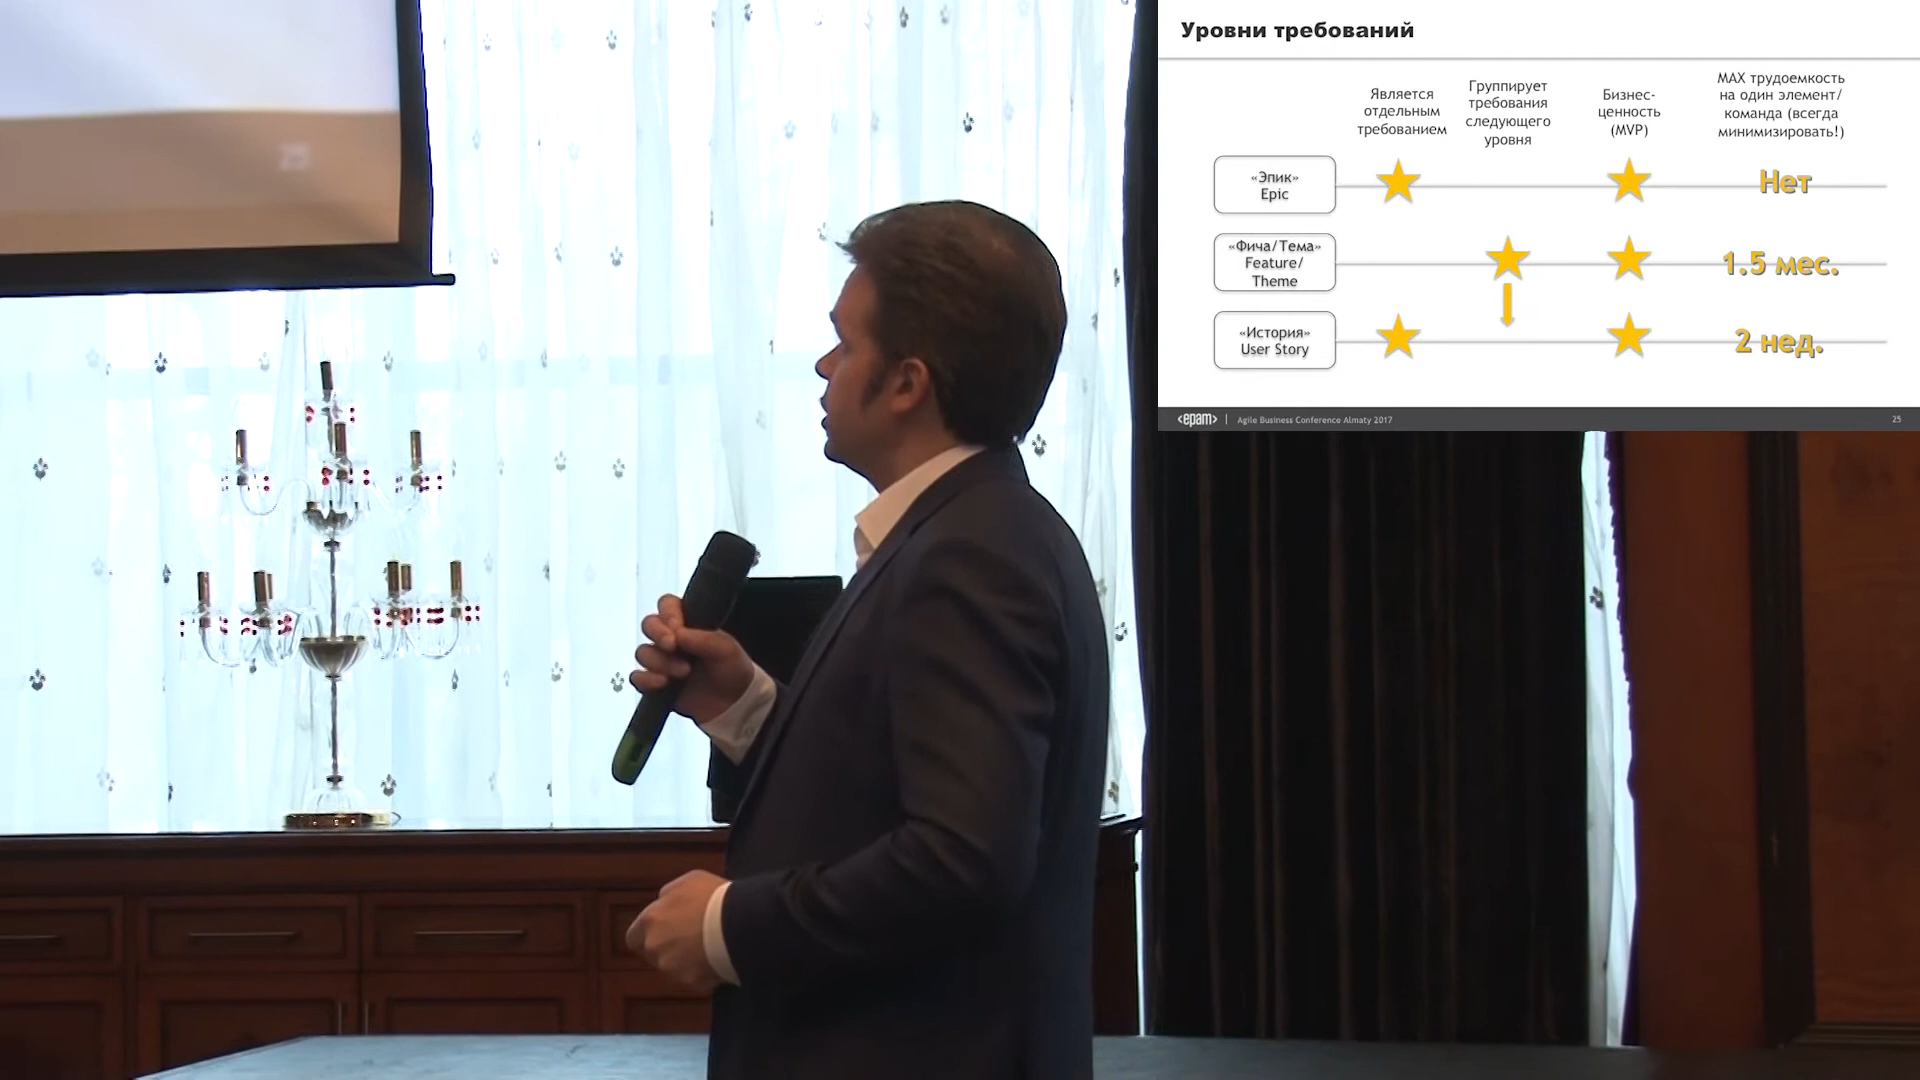 Уровни требований
Является
отдельным
требованием
Группирует
требования
следующего
уровня
Бизнес-
ценность
(MVP)
MAX трудоемкость
на один элемент/
команда (всегда
минимизировать!)
«Эпик»
Epic
Нет
«Фича/Тема»
Feature/
Theme
1.5 мес.
«История»
User Story
2 нед.
<epam> | Agile Business Conference Almaty 2017
25
25